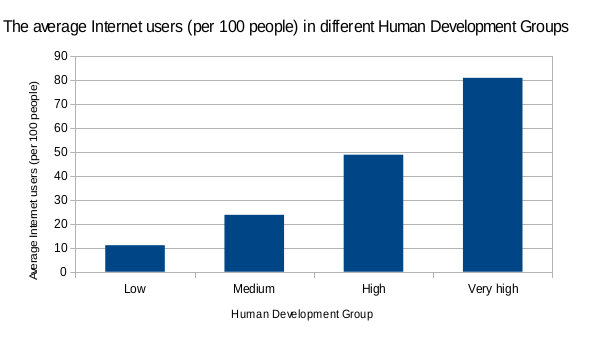 The average Internet users (per 100 people) in different Human Development Groups
Average Internet users (per 100 people)
90
80
70
60
50
40
30
20
10
0
Low Medium High Very high
Human Development Group